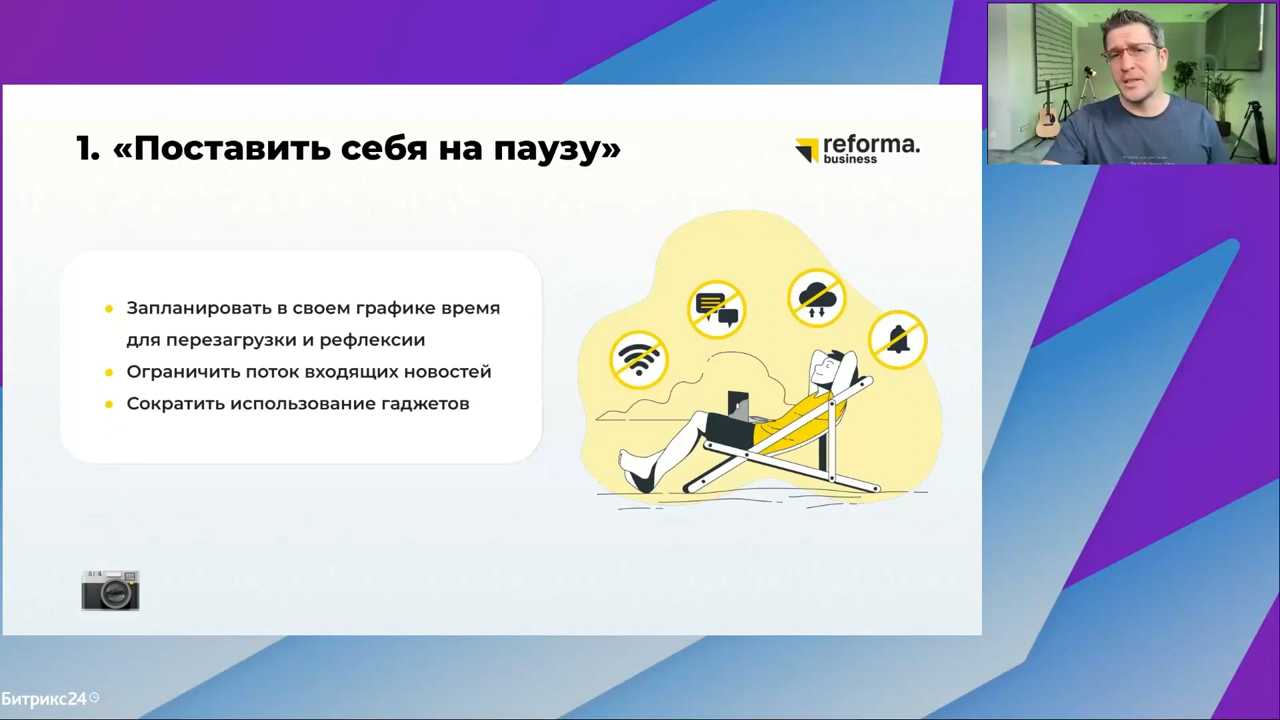 1. «Поставить себя на паузу»
reforma.
business
Запланировать в своем графике время
для перезагрузки и рефлексии
Ограничить поток входящих новостей
Сократить использование гаджетов
Битрикс24